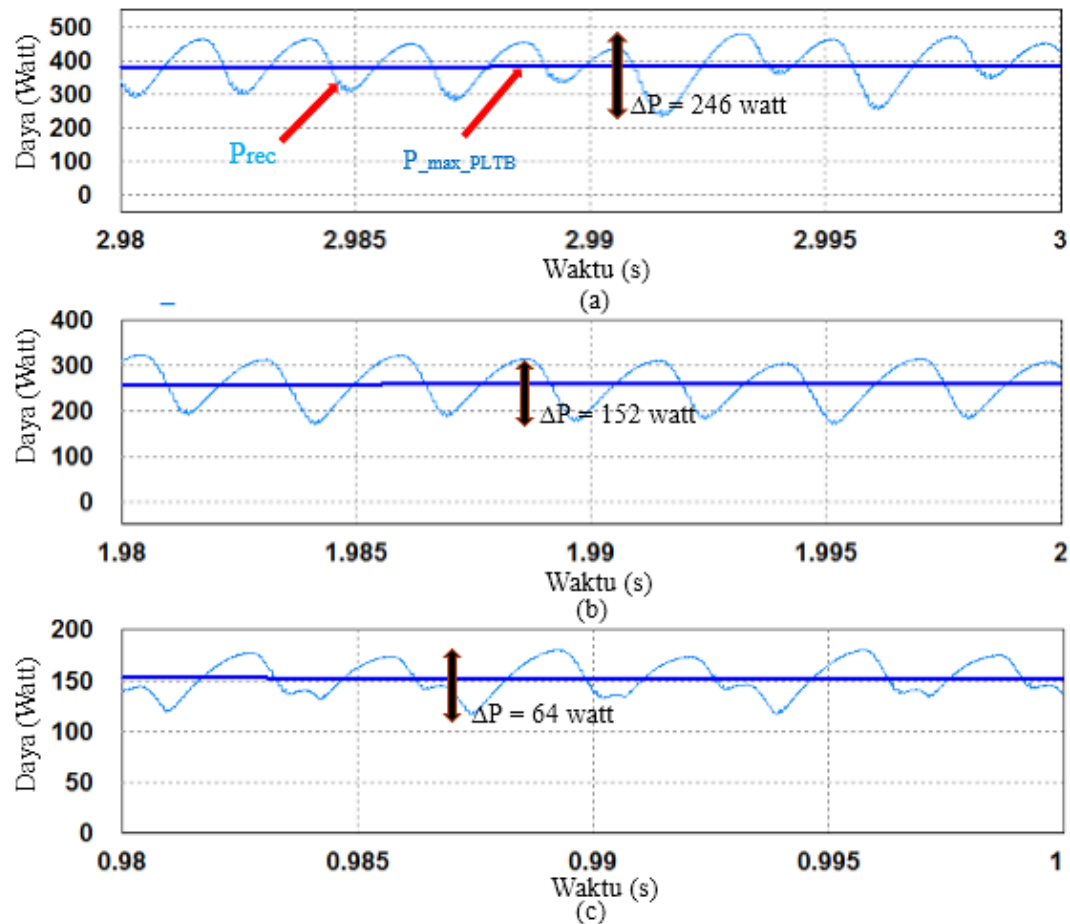 Daya (Watt)
500
400
300
200
100
0
Prec
P_max_PLTB
ΔP = 246 watt
2.98 2.985 2.99 2.995 3
Waktu (s)
(a)
Daya (Watt)
400
300
200
100
0
ΔP = 152 watt
1.98 1.985 1.99 1.995 2
Waktu (s)
(b)
Daya (Watt)
200
150
100
50
0
ΔP = 64 watt
0.98 0.985 0.99 0.995 1
Waktu (s)
(c)